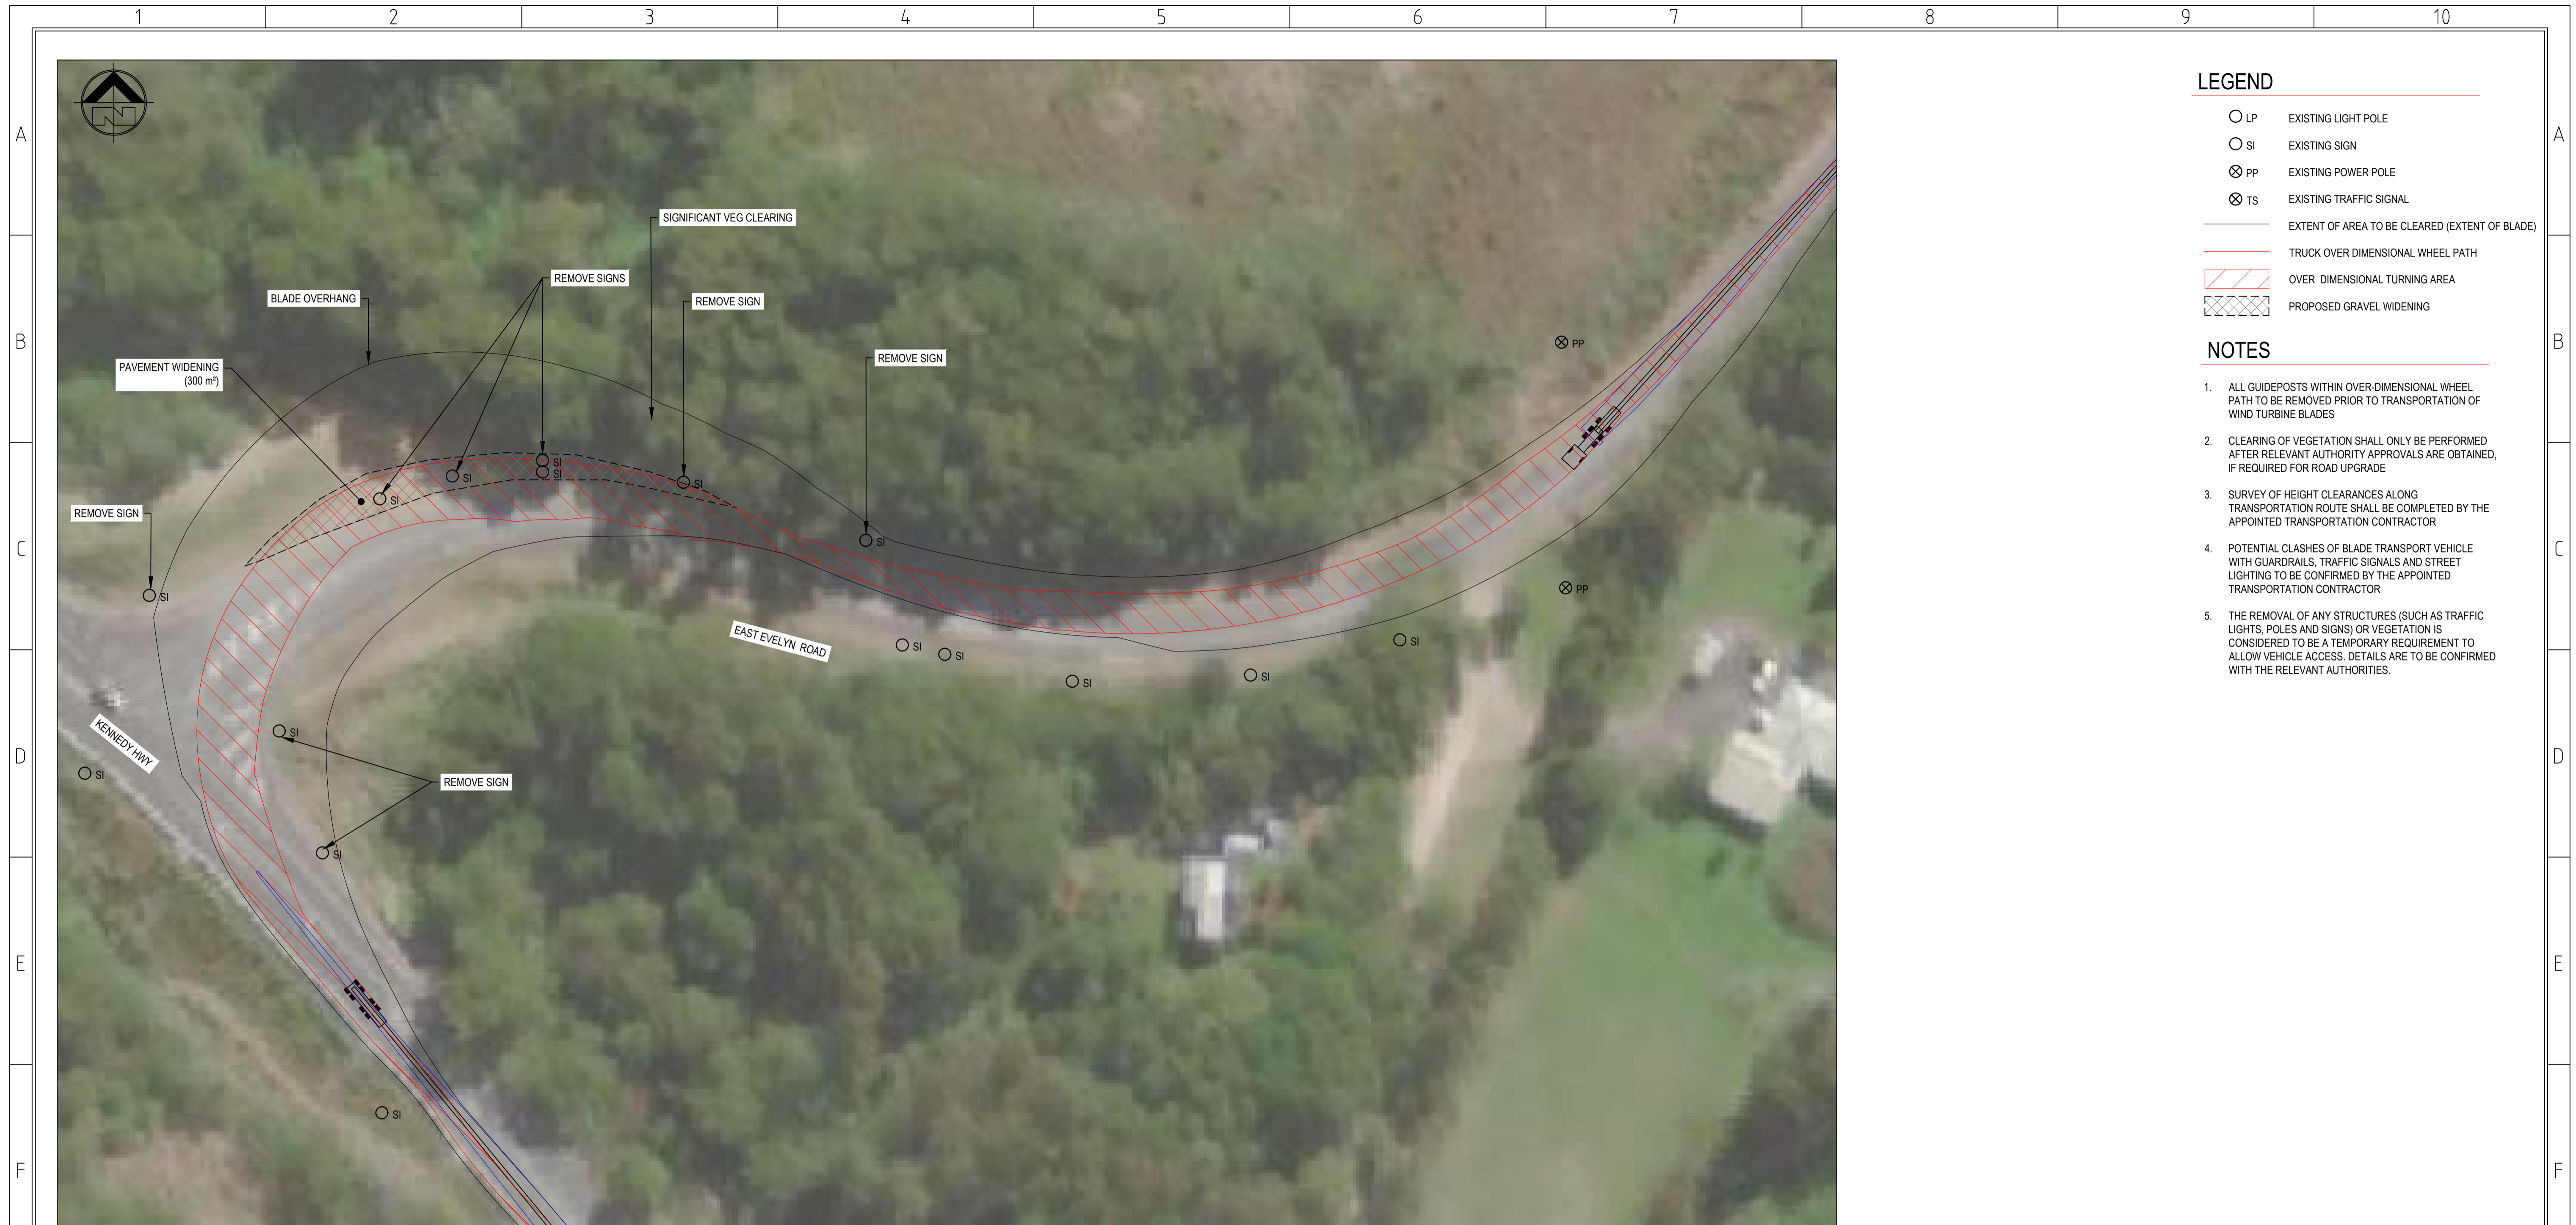 1 2 3 4 5 6 7 8 9 10
A
B
C
D
E
F
A
B
C
D
E
F
N
SIGNIFICANT VEG CLEARING
REMOVE SIGNS
BLADE OVERHANG
REMOVE SIGN
REMOVE SIGN
PAVEMENT WIDENING
(300 m²)
REMOVE SIGN
SI
SI
SI
SI
SI
SI
SI
PP
PP
EAST EVELYN ROAD
SI
SI
SI
SI
SI
KENNEDY HWY
SI
SI
REMOVE SIGN
SI
SI
LEGEND
LP EXISTING LIGHT POLE
SI EXISTING SIGN
PP EXISTING POWER POLE
TS EXISTING TRAFFIC SIGNAL
EXTENT OF AREA TO BE CLEARED (EXTENT OF BLADE)
TRUCK OVER DIMENSIONAL WHEEL PATH
OVER DIMENSIONAL TURNING AREA
PROPOSED GRAVEL WIDENING
NOTES
1. ALL GUIDEPOSTS WITHIN OVER-DIMENSIONAL WHEEL
PATH TO BE REMOVED PRIOR TO TRANSPORTATION OF
WIND TURBINE BLADES
2. CLEARING OF VEGETATION SHALL ONLY BE PERFORMED
AFTER RELEVANT AUTHORITY APPROVALS ARE OBTAINED,
IF REQUIRED FOR ROAD UPGRADE
3. SURVEY OF HEIGHT CLEARANCES ALONG
TRANSPORTATION ROUTE SHALL BE COMPLETED BY THE
APPOINTED TRANSPORTATION CONTRACTOR
4. POTENTIAL CLASHES OF BLADE TRANSPORT VEHICLE
WITH GUARDRAILS, TRAFFIC SIGNALS AND STREET
LIGHTING TO BE CONFIRMED BY THE APPOINTED
TRANSPORTATION CONTRACTOR
5. THE REMOVAL OF ANY STRUCTURES (SUCH AS TRAFFIC
LIGHTS, POLES AND SIGNS) OR VEGETATION IS
CONSIDERED TO BE A TEMPORARY REQUIREMENT TO
ALLOW VEHICLE ACCESS. DETAILS ARE TO BE CONFIRMED
WITH THE RELEVANT AUTHORITIES.